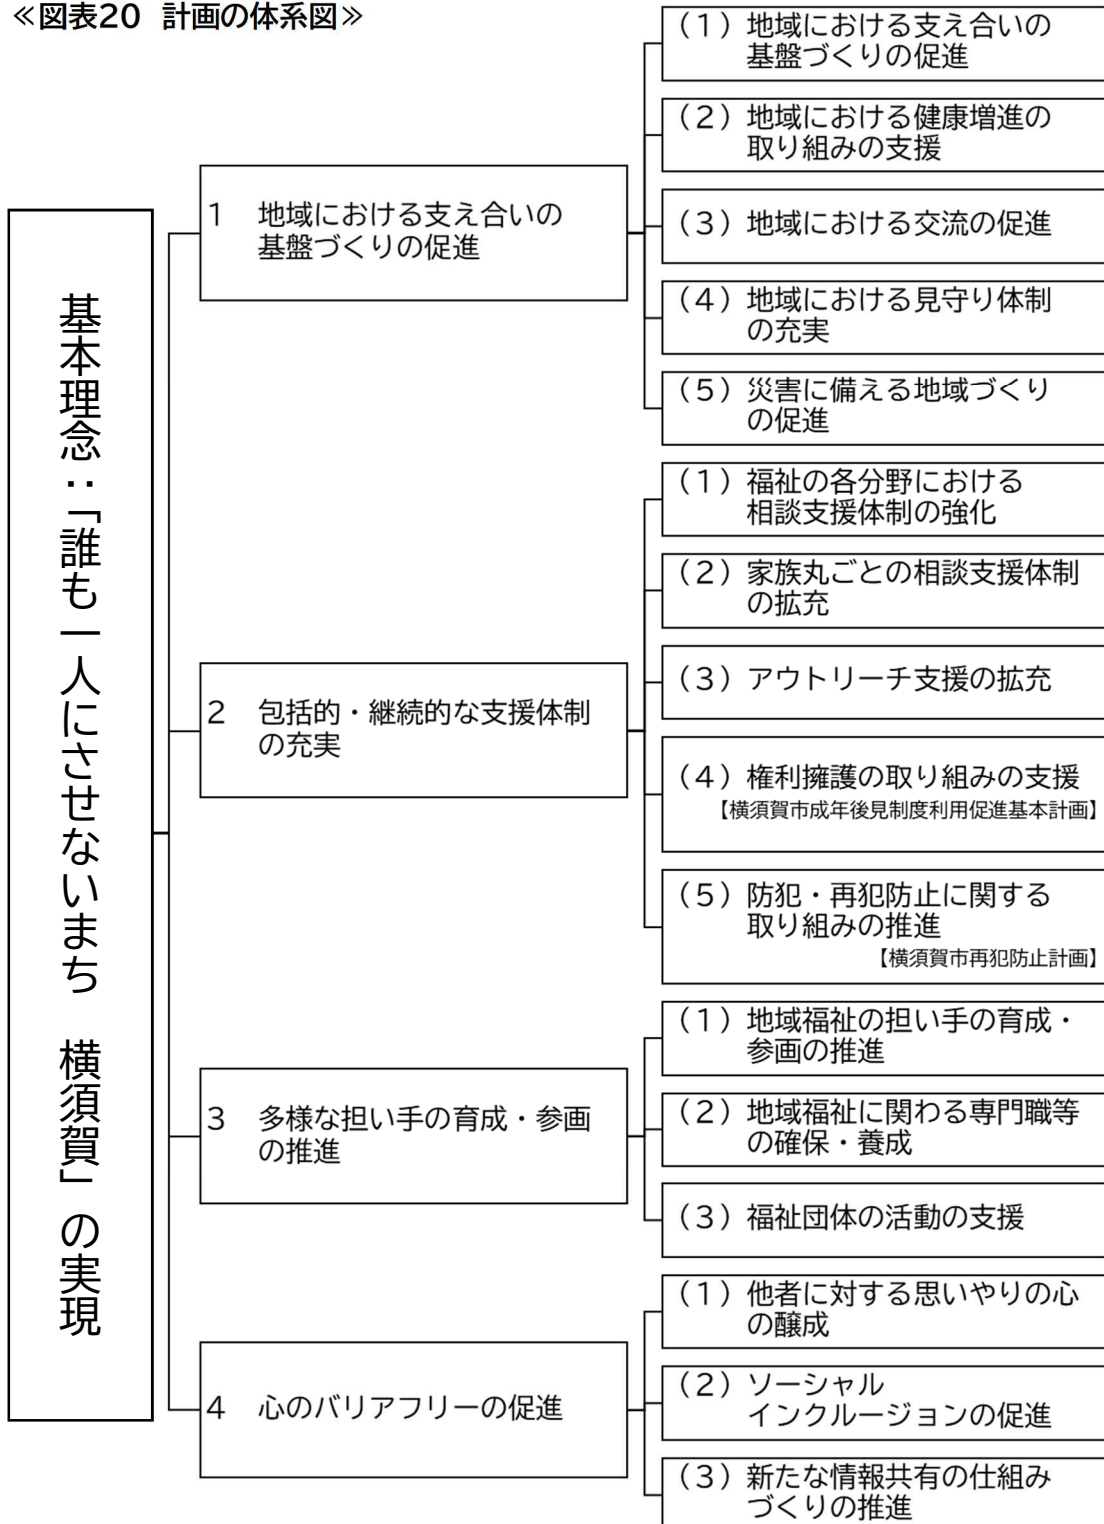 ≪図表20　計画の体系図≫
基本理念：「誰も一人にさせないまち　横須賀」の実現
1　地域における支え合いの
基盤づくりの促進
（１）地域における支え合いの
基盤づくりの促進
（２）地域における健康増進の
取り組みの支援
（３）地域における交流の促進
（４）地域における見守り体制
の充実
（５）災害に備える地域づくり
の促進
2　包括的・継続的な支援体制
の充実
（１）福祉の各分野における
相談支援体制の強化
（２）家族丸ごとの相談支援体制
の拡充
（３）アウトリーチ支援の拡充
（４）権利擁護の取り組みの支援
【横須賀市成年後見制度利用促進基本計画】
（５）防犯・再犯防止に関する
取り組みの推進
【横須賀市再犯防止計画】
3　多様な担い手の育成・参画
の推進
（１）地域福祉の担い手の育成・
参画の推進
（２）地域福祉に関わる専門職等
の確保・養成
（３）福祉団体の活動の支援
4　心のバリアフリーの促進
（１）他者に対する思いやりの心
の醸成
（２）ソーシャル
インクルージョンの促進
（３）新たな情報共有の仕組み
づくりの推進